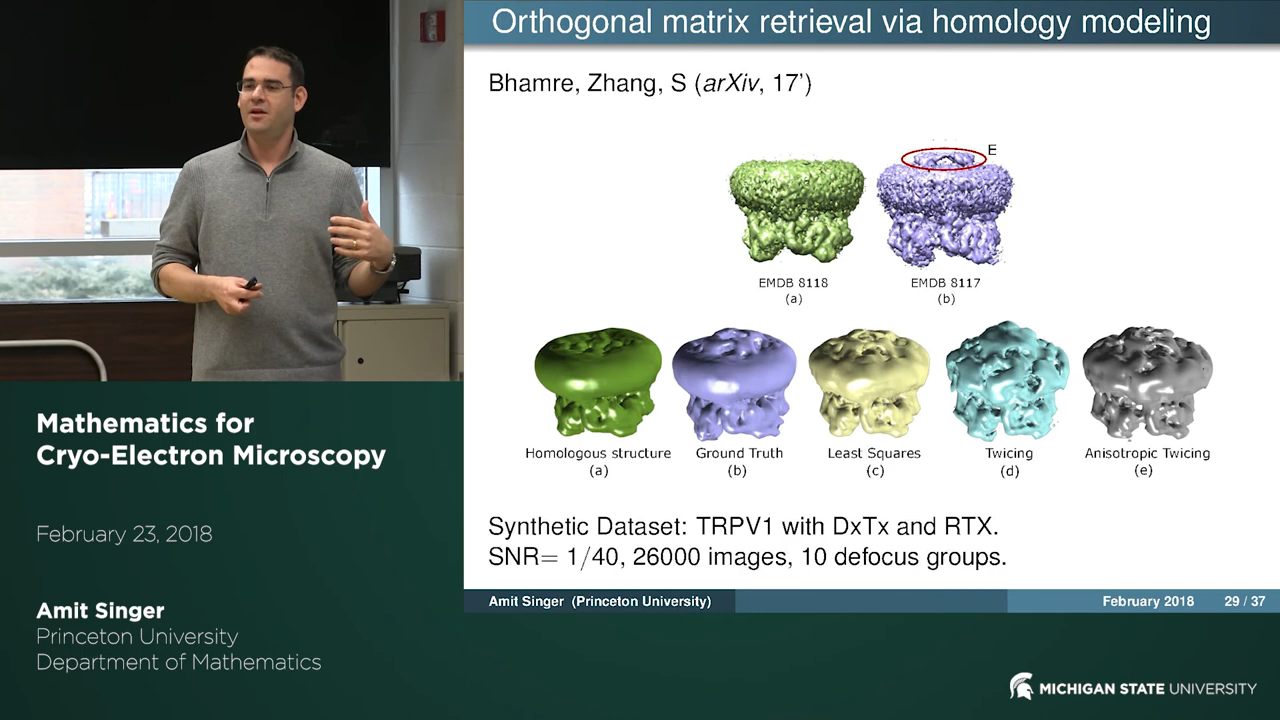 Orthogonal matrix retrieval via homology modeling
Bhamre, Zhang, S (arXiv, 17')
E
EMDB 8118
(a)
EMDB 8117
(b)
Homologous structure
(a)
Ground Truth
(b)
Least Squares
(c)
Twicing
(d)
Anisotropic Twicing
(e)
Synthetic Dataset: TRPV1 with DxTx and RTX.
SNR= 1/40, 26000 images, 10 defocus groups.
Amit Singer (Princeton University)
February 2018
29 / 37
Mathematics for
Cryo-Electron Microscopy
February 23, 2018
Amit Singer
Princeton University
Department of Mathematics
MICHIGAN STATE UNIVERSITY